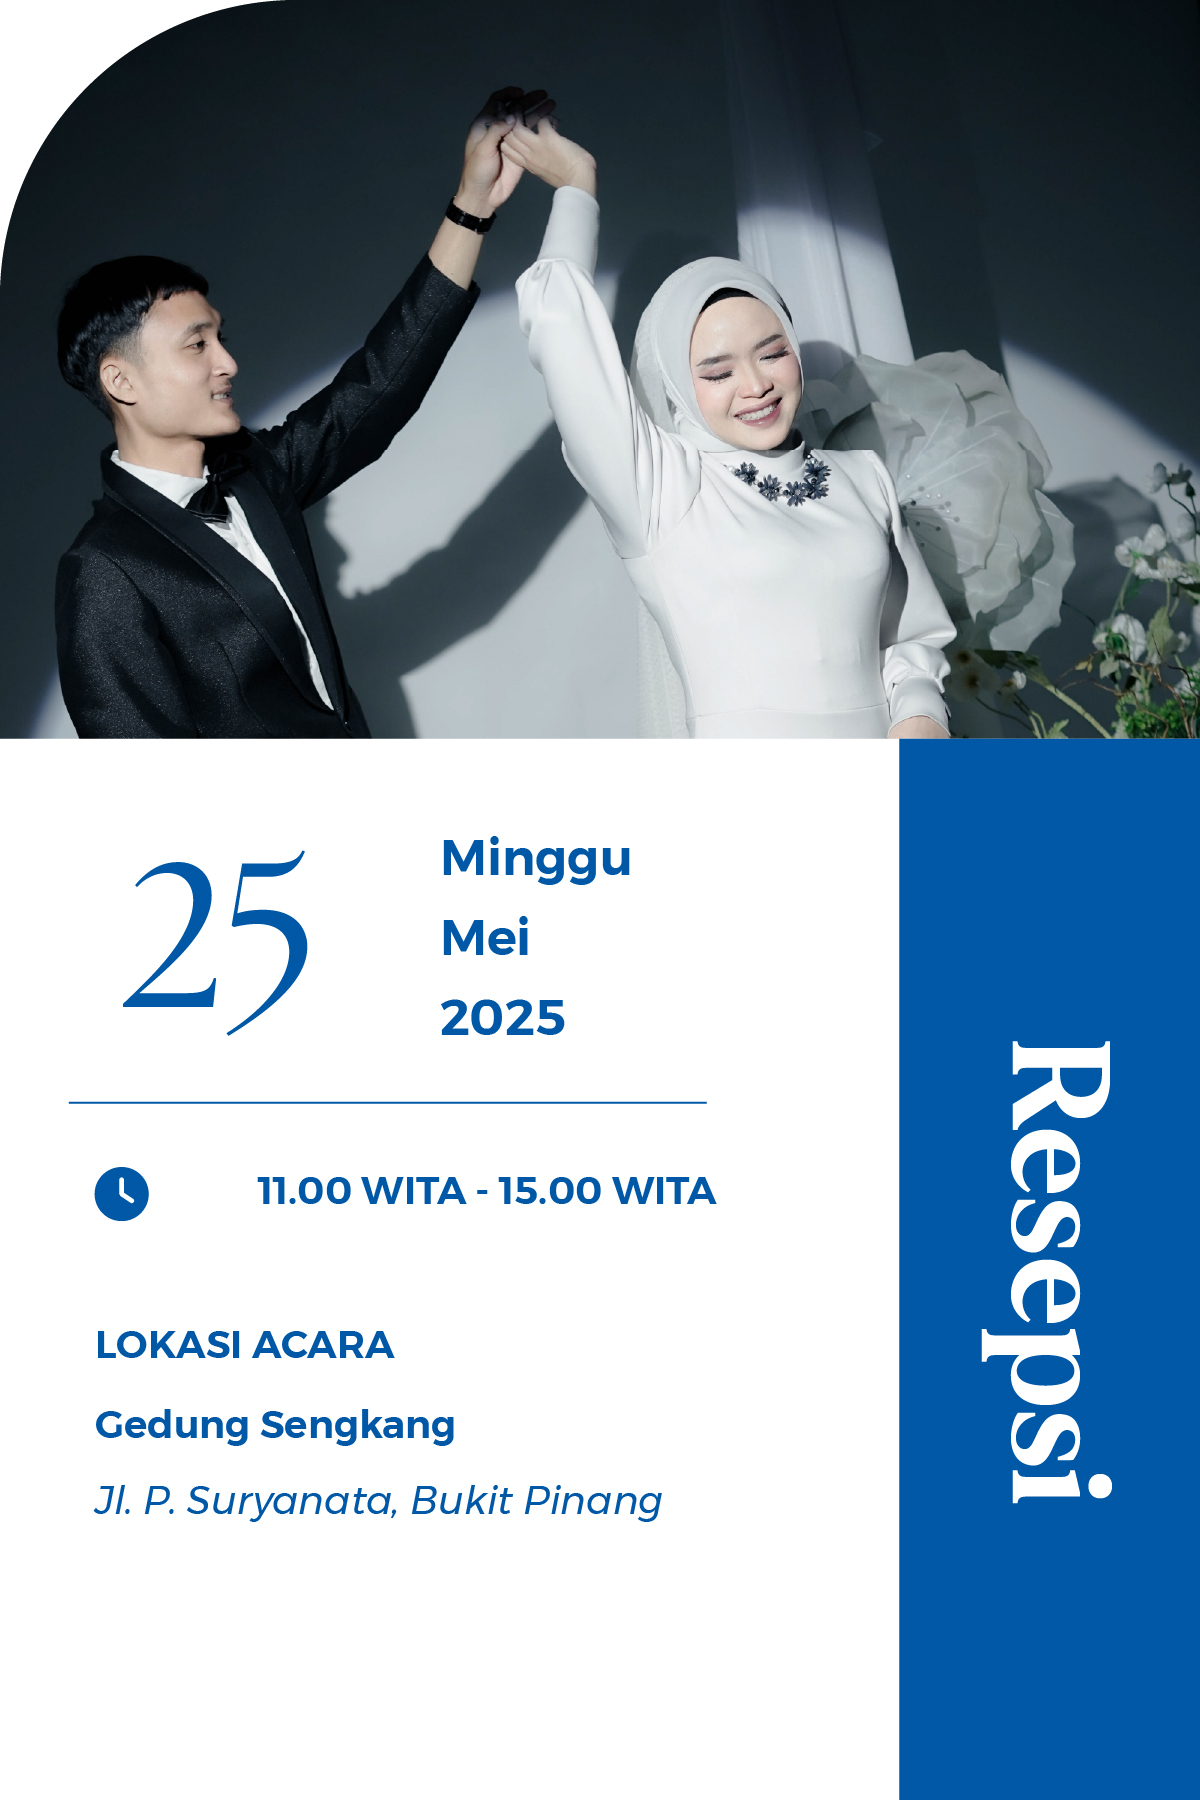 25
Minggu
Mei
2025
11.00 WITA - 15.00 WITA
LOKASI ACARA
Gedung Sengkang
Jl. P. Suryanata, Bukit Pinang
Resepsi